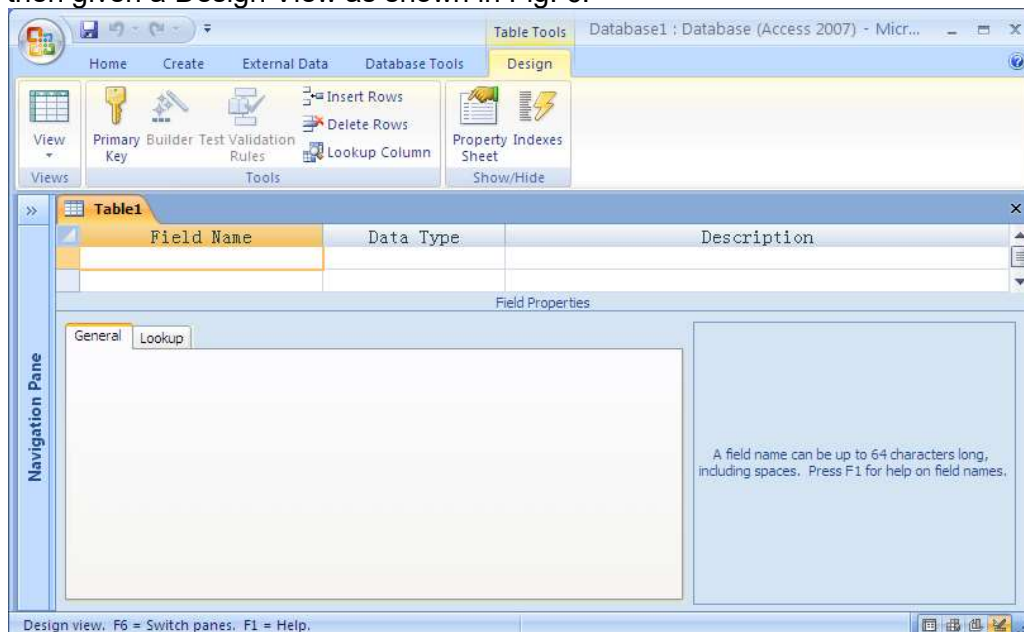 then given a Design View as shown in Fig.
Table Tools
Database1 : Database (Access 2007) - Micr...
Home Create External Data Database Tools Design
View
Primary Key
Builder
Test Validation Rules
Insert Rows
Delete Rows
Lookup Column
Property Sheet
Indexes
Views
Tools
Show/Hide
»
Table1
Field Name Data Type Description
Field Properties
General Lookup
Navigation Pane
A field name can be up to 64 characters long,
including spaces. Press F1 for help on field names.
Design view. F6 = Switch panes. F1 = Help.